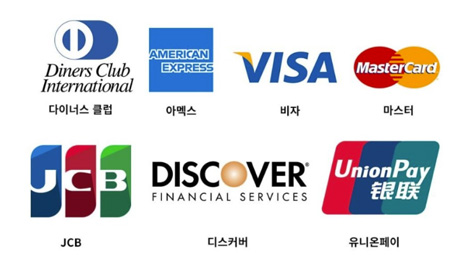 Diners Club
International
다이너스 클럽
AMERICAN
EXPRESS
아멕스
VISA
비자
MasterCard
마스터
JCB
JCB
DISCOVER®
FINANCIAL SERVICES
디스커버
UnionPay
银联
유니온페이